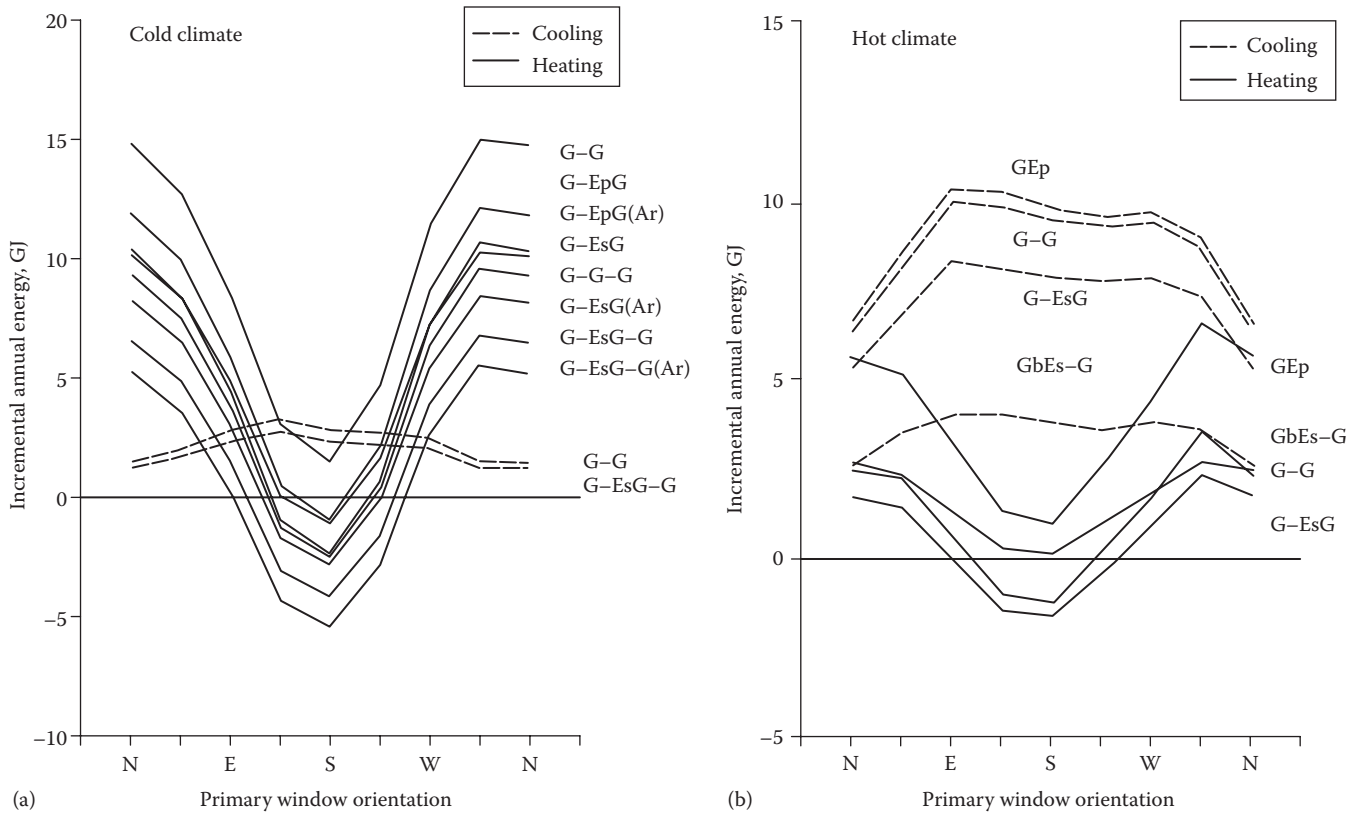 20
15
10
5
0
−5
−10
Incremental annual energy, GJ
Cold climate
Cooling
Heating
G–G
G–EpG
G–EpG(Ar)
G–EsG
G–G–G
G–EsG(Ar)
G–EsG–G
G–EsG–G(Ar)
G–G
G–EsG–G
N
E
S
W
N
(a)
Primary window orientation
15
10
5
0
−5
Incremental annual energy, GJ
Hot climate
Cooling
Heating
GEp
G–G
G–EsG
GbEs–G
GEp
GbEs–G
G–G
G–EsG
N
E
S
W
N
(b)
Primary window orientation